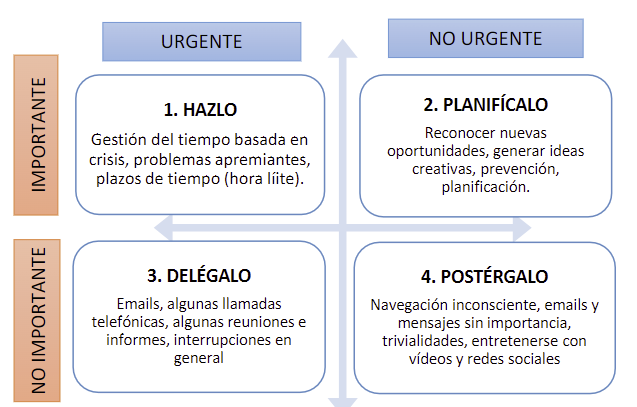 URGENTE
NO URGENTE
IMPORTANTE
1. HAZLO
Gestión del tiempo basada en
crisis, problemas apremiantes,
plazos de tiempo (hora líite).
2. PLANIFÍCALO
Reconocer nuevas
oportunidades, generar ideas
creativas, prevención,
planificación.
NO IMPORTANTE
3. DELÉGALO
Emails, algunas llamadas
telefónicas, algunas reuniones e
informes, interrupciones en
general
4. POSTÉRGALO
Navegación inconsciente, emails y
mensajes sin importancia,
trivialidades, entretenerse con
vídeos y redes sociales